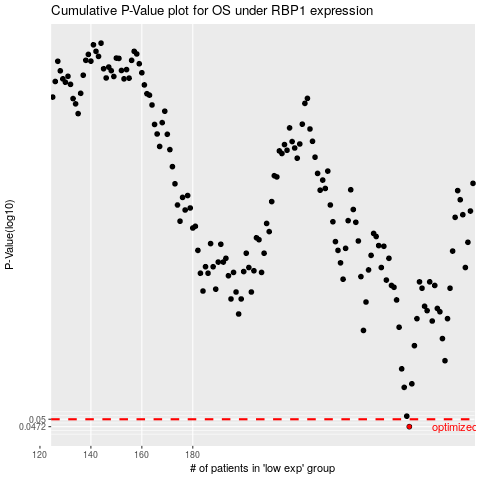 Cumulative P-Value plot for OS under RBP1 expression
P-Value(log10)
0.05
0.0472
optimized
120 140 160 180
# of patients in 'low exp' group